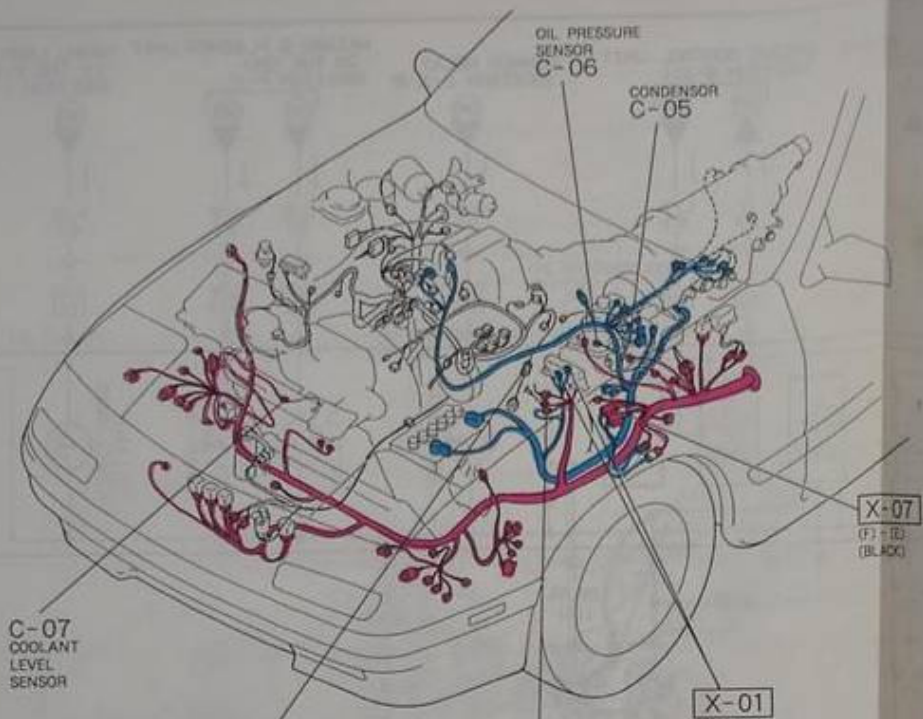 OIL PRESSURE
SENSOR
C-06
CONDENSOR
C-05
X-07
(F)-(E)
(BLACK)
C-07
COOLANT
LEVEL
SENSOR
X-01